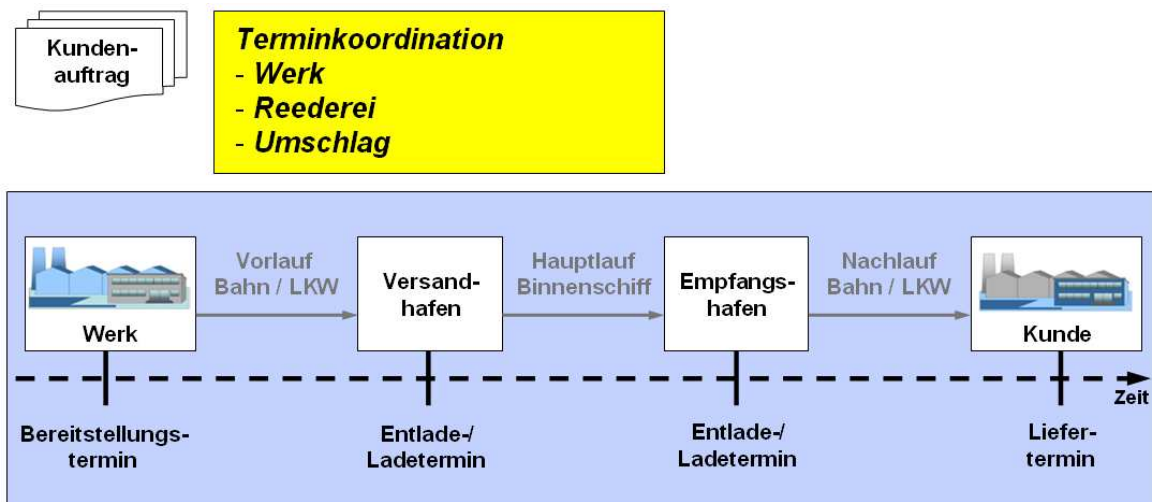 Kunden-
auftrag
Terminkoordination
- Werk
- Reederei
- Umschlag
Werk
Vorlauf
Bahn / LKW
Versand-
hafen
Hauptlauf
Binnenschiff
Empfangs-
hafen
Nachlauf
Bahn / LKW
Kunde
Zeit
Bereitstellungs-
termin
Entlade-/
Ladetermin
Entlade-/
Ladetermin
Liefer-
termin